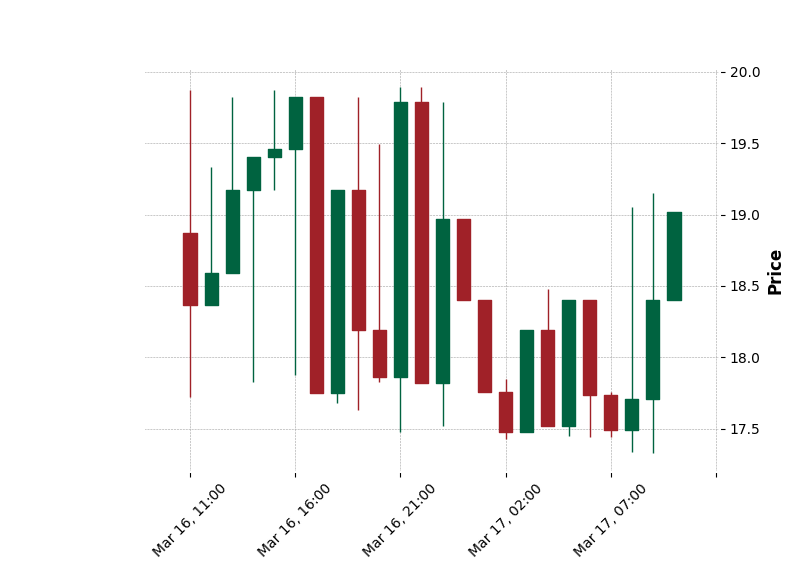 20.0
19.5
19.0
18.5
18.0
17.5
Price
Mar 16, 11:00
Mar 16, 16:00
Mar 16, 21:00
Mar 17, 02:00
Mar 17, 07:00